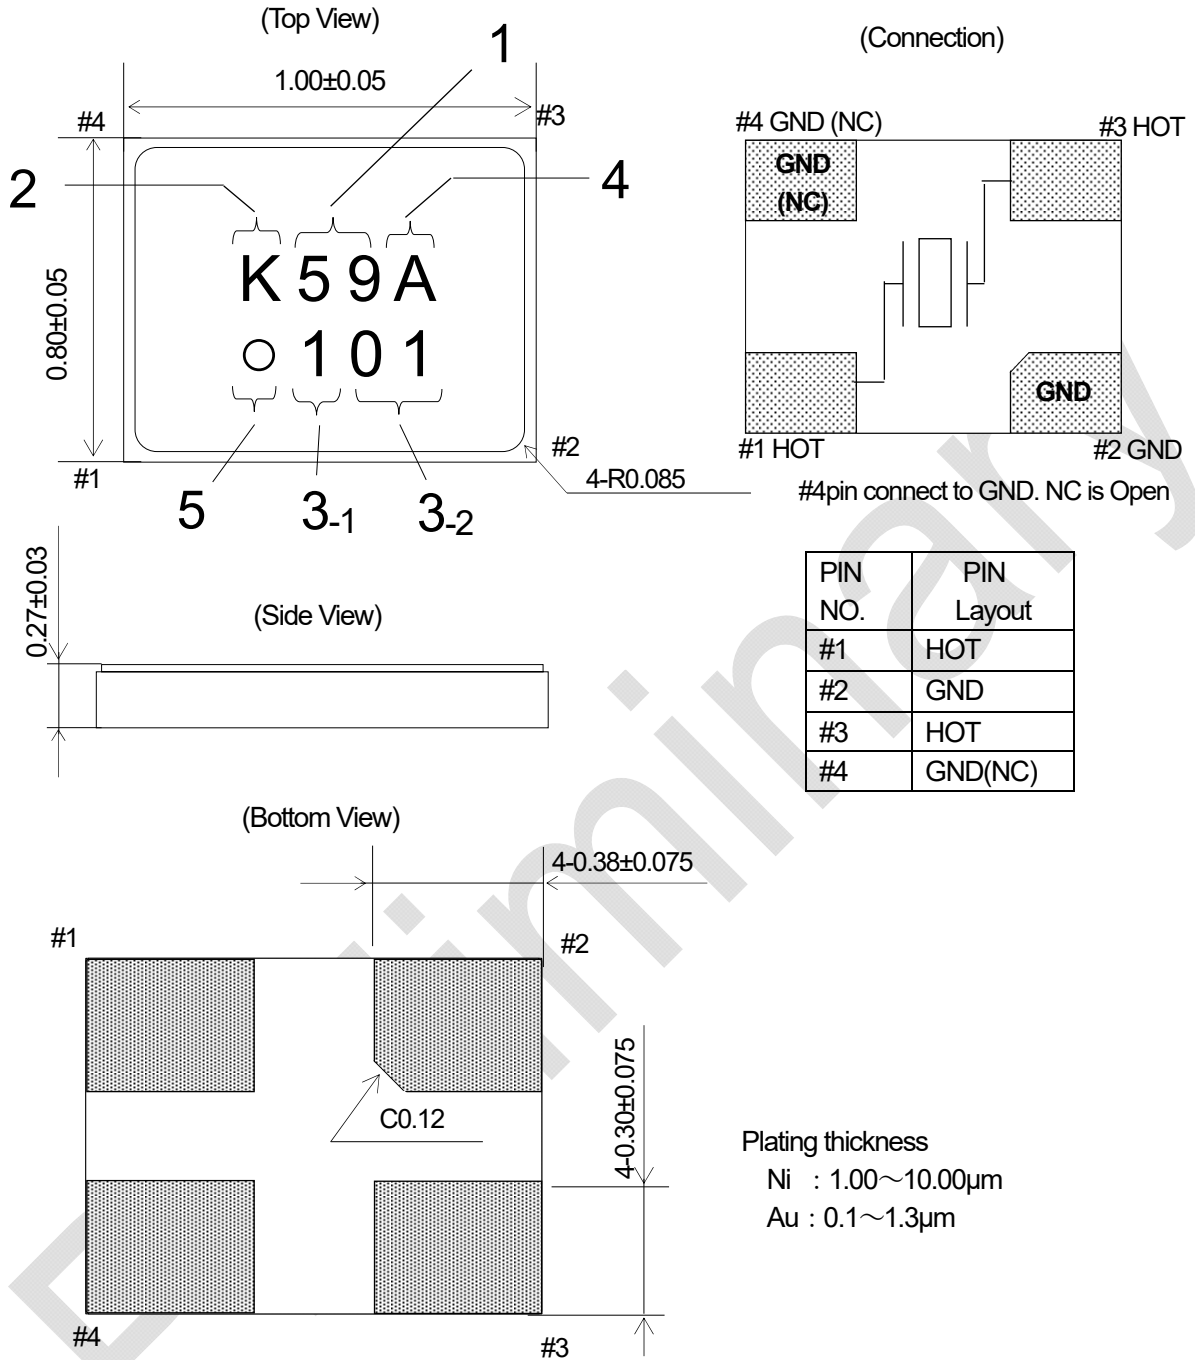 (Top View)
1
1.00±0.05
#4
#3
2
4
K 5 9 A
○ 1 0 1
0.80±0.05
#1
#2
4-R0.085
5
3-1
3-2
(Connection)
#4 GND (NC)
#3 HOT
GND
(NC)
GND
#1 HOT
#2 GND
#4pin connect to GND. NC is Open
PIN NO.
PIN Layout
#1 HOT
#2 GND
#3 HOT
#4 GND(NC)
0.27±0.03
(Side View)
(Bottom View)
4-0.38±0.075
#1
#2
C0.12
4-0.30±0.075
#4
#3
Plating thickness
Ni : 1.00～10.00μm
Au : 0.1～1.3μm
Preliminary